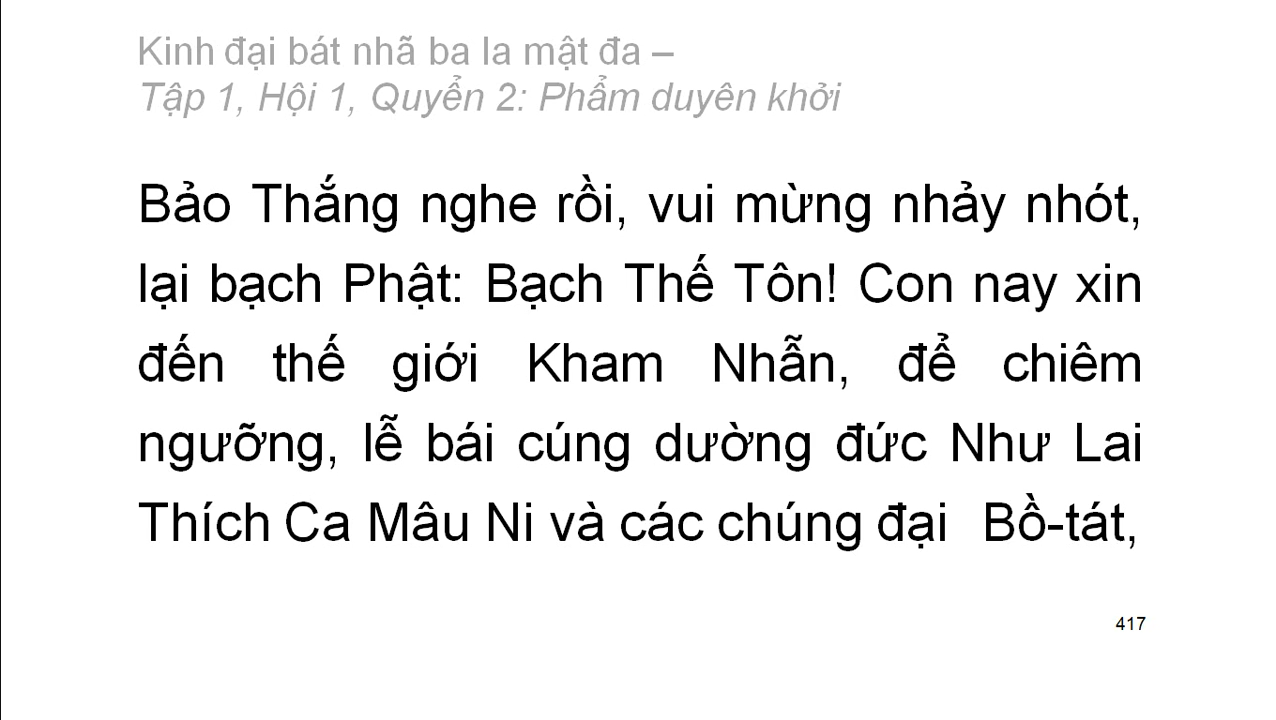 Kinh đại bát nhã ba la mật đa –
Tập 1, Hội 1, Quyển 2: Phẩm duyên khởi
Bảo Thắng nghe rồi, vui mừng nhảy nhót,
lại bạch Phật: Bạch Thế Tôn! Con nay xin
đến thế giới Kham Nhẫn, để chiêm
ngưỡng, lễ bái cúng dường đức Như Lai
Thích Ca Mâu Ni và các chúng đại Bồ-tát,
417